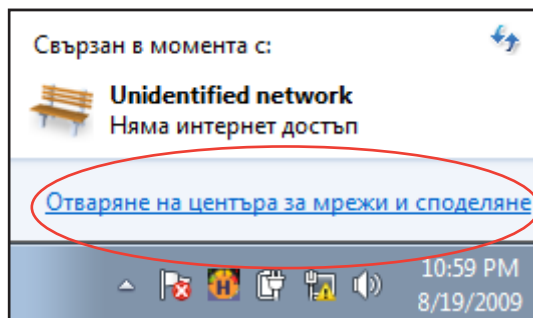 Свързан в момента с:
Unidentified network
Няма интернет достъп
Отваряне на центъра за мрежи и споделяне
10:59 PM
8/19/2009